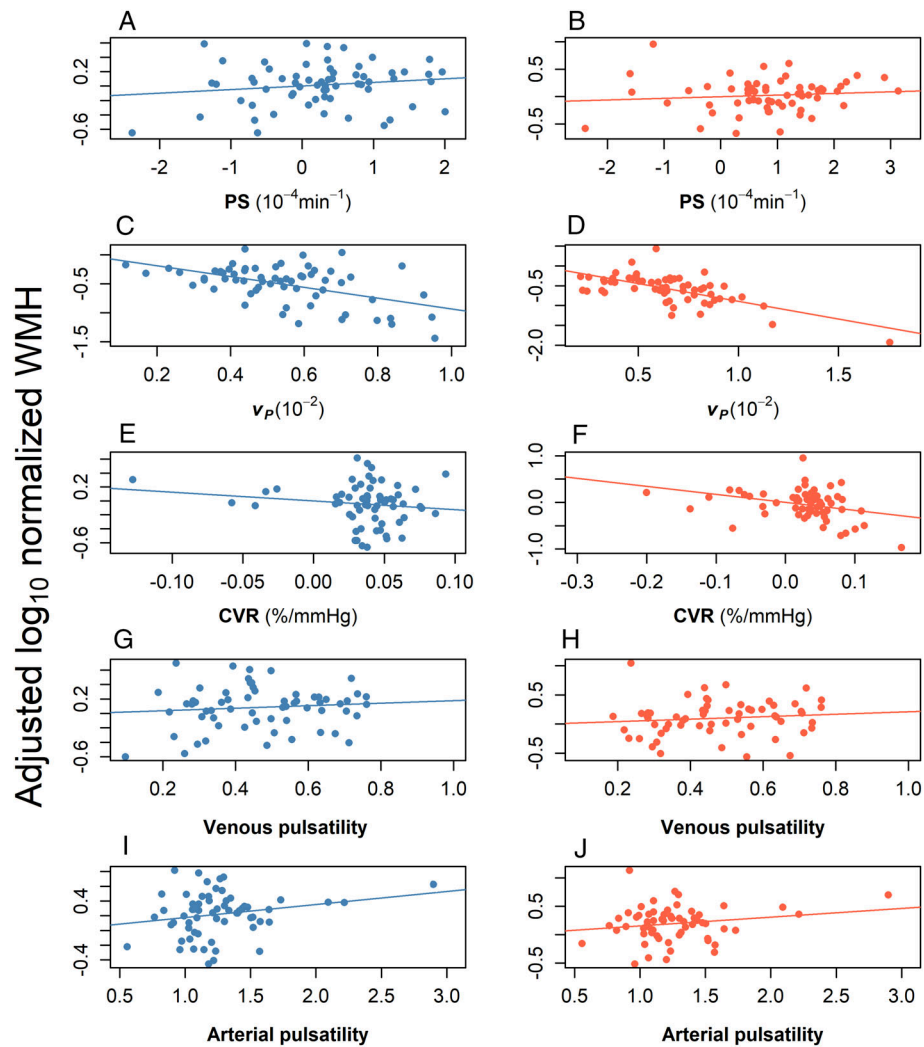 Adjusted log₁₀ normalized WMH
A
0.2
-0.6
-2 -1 0 1 2
PS (10⁻⁴min⁻¹)
B
0.5
-0.5
-2 -1 0 1 2 3
PS (10⁻⁴min⁻¹)
C
-0.5
-1.5
0.2 0.4 0.6 0.8 1.0
vₚ(10⁻²)
D
-0.5
-2.0
0.5 1.0 1.5
vₚ(10⁻²)
E
0.2
-0.6
-0.10 -0.05 0.00 0.05 0.10
CVR (%/mmHg)
F
1.0
0.0
-1.0
-0.3 -0.2 -0.1 0.0 0.1
CVR (%/mmHg)
G
0.2
-0.6
0.2 0.4 0.6 0.8 1.0
Venous pulsatility
H
0.5
-0.5
0.2 0.4 0.6 0.8 1.0
Venous pulsatility
I
0.4
-0.4
0.5 1.0 1.5 2.0 2.5 3.0
Arterial pulsatility
J
0.5
-0.5
0.5 1.0 1.5 2.0 2.5 3.0
Arterial pulsatility